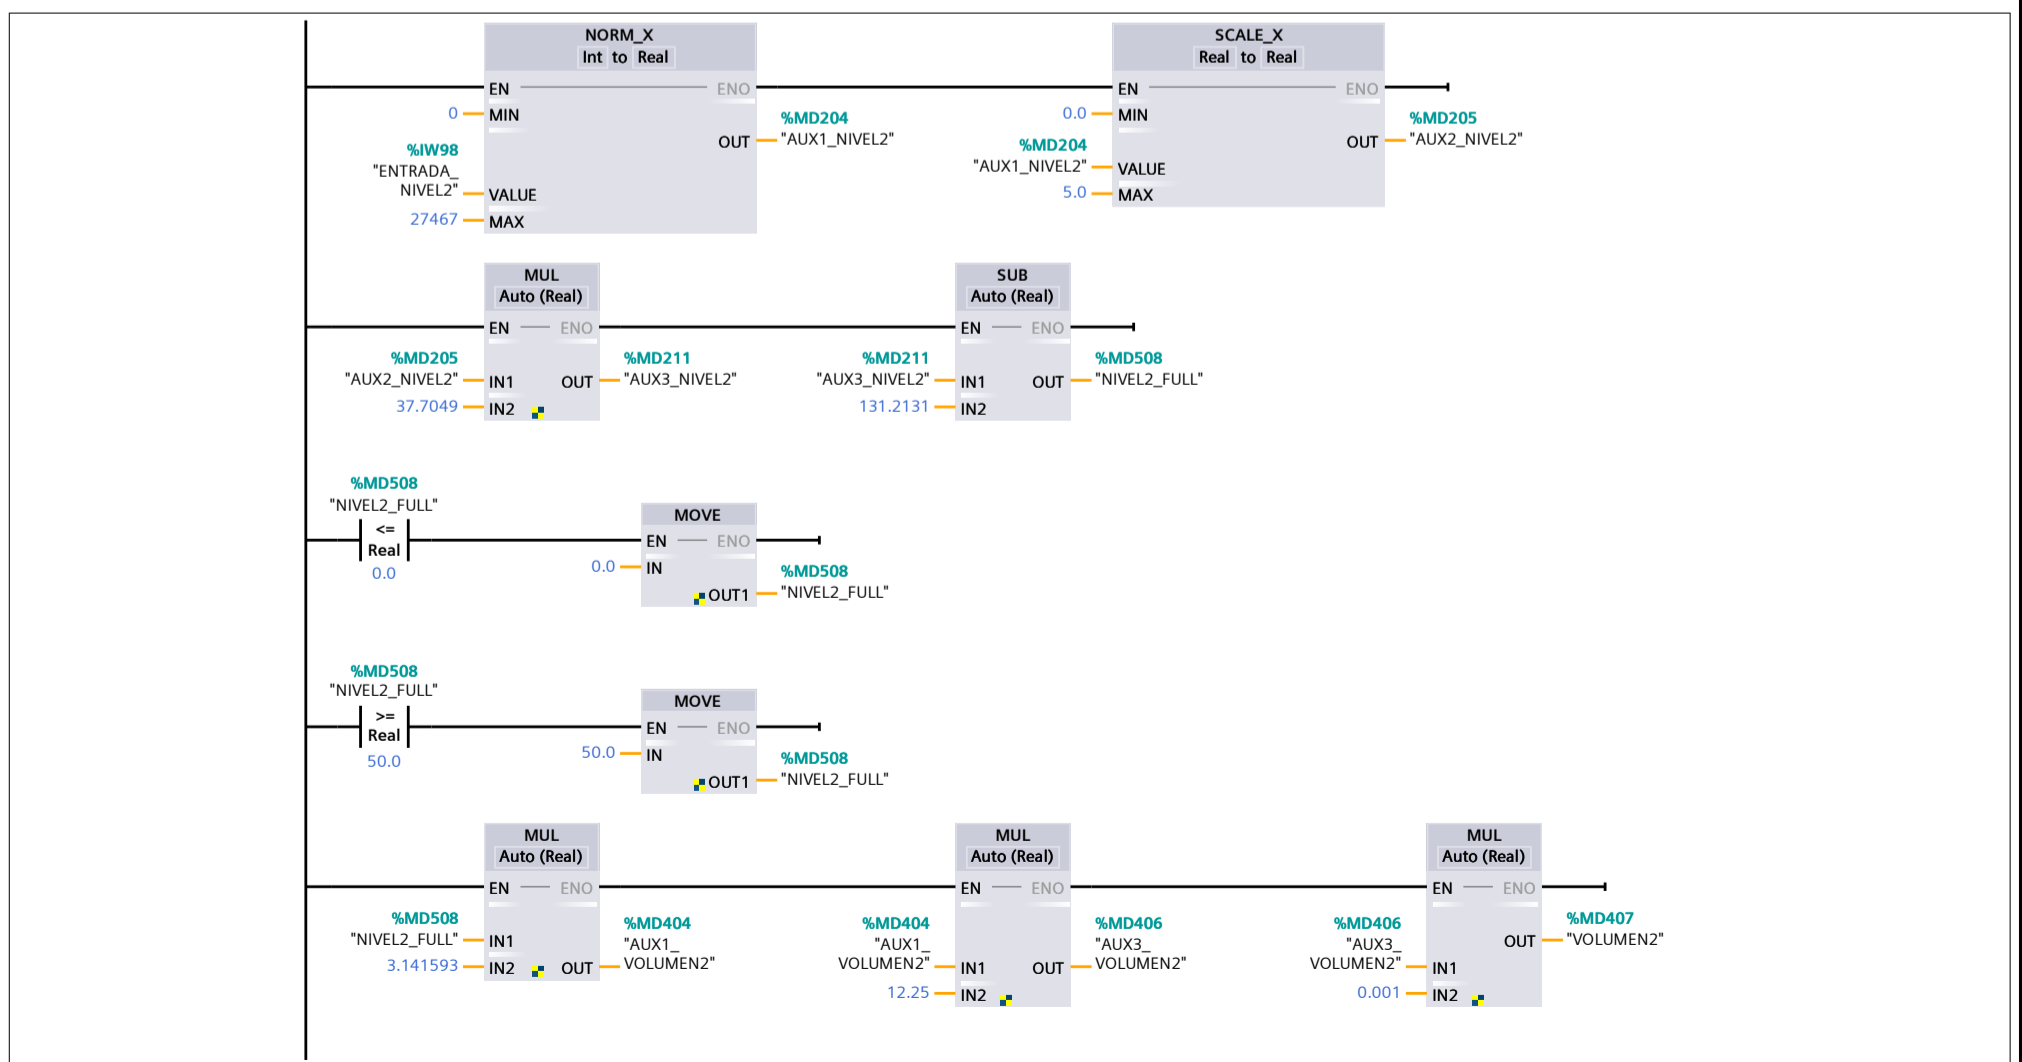 NORM_X
Int to Real
EN ENO
0 MIN
%MD204
OUT "AUX1_NIVEL2"
%IW98
"ENTRADA_
NIVEL2" VALUE
27467 MAX
SCALE_X
Real to Real
EN ENO
0.0 MIN
%MD205
OUT "AUX2_NIVEL2"
%MD204
"AUX1_NIVEL2" VALUE
5.0 MAX
MUL
Auto (Real)
EN ENO
%MD205 %MD211
"AUX2_NIVEL2" IN1 OUT "AUX3_NIVEL2"
37.7049 IN2
SUB
Auto (Real)
EN ENO
%MD211 %MD508
"AUX3_NIVEL2" IN1 OUT "NIVEL2_FULL"
131.2131 IN2
%MD508
"NIVEL2_FULL"
<=
Real
0.0
MOVE
EN ENO
0.0 IN
%MD508
OUT1 "NIVEL2_FULL"
%MD508
"NIVEL2_FULL"
>=
Real
50.0
MOVE
EN ENO
50.0 IN
%MD508
OUT1 "NIVEL2_FULL"
MUL
Auto (Real)
EN ENO
%MD508
"NIVEL2_FULL" IN1
3.141593 IN2 OUT
%MD404
"AUX1_
VOLUMEN2"
MUL
Auto (Real)
EN ENO
%MD404
"AUX1_
VOLUMEN2" IN1 OUT
12.25 IN2
%MD406
"AUX3_
VOLUMEN2"
MUL
Auto (Real)
EN ENO
%MD406
"AUX3_
VOLUMEN2" IN1
0.001 IN2
%MD407
OUT "VOLUMEN2"